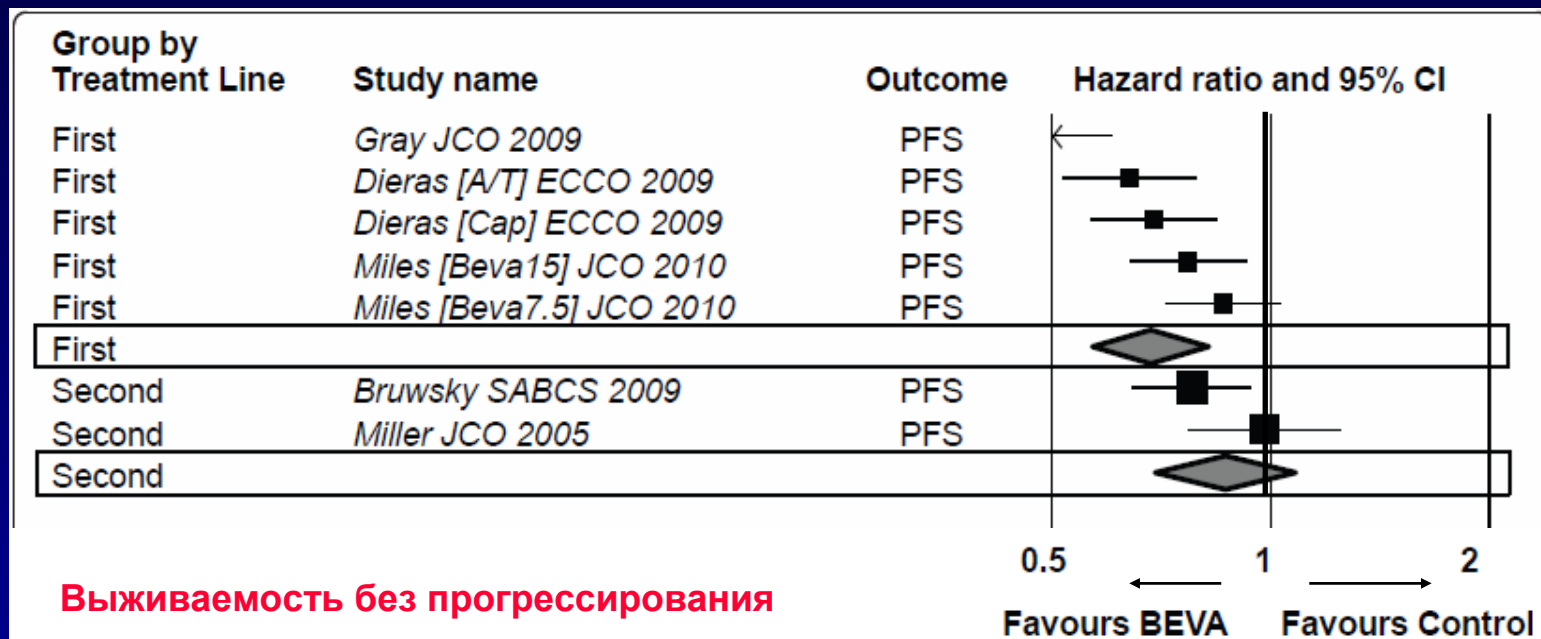 Group by
Treatment Line Study name Outcome Hazard ratio and 95% CI
First Gray JCO 2009 PFS
First Dieras [A/T] ECCO 2009 PFS
First Dieras [Cap] ECCO 2009 PFS
First Miles [Beva15] JCO 2010 PFS
First Miles [Beva7.5] JCO 2010 PFS
First
Second Bruwsky SABCS 2009 PFS
Second Miller JCO 2005 PFS
Second
0.5 1 2
Выживаемость без прогрессирования
Favours BEVA Favours Control